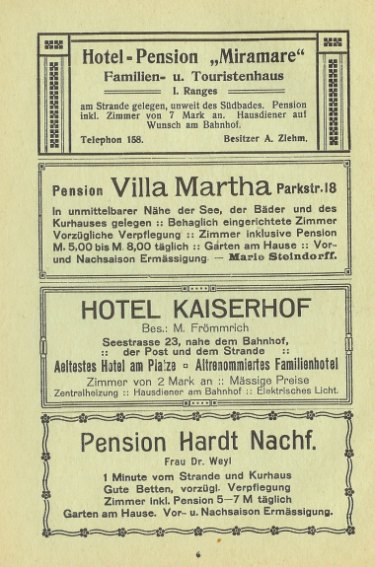 Hotel-Pension „Miramare“
Familien- u. Touristenhaus
I. Ranges
am Strande gelegen, unweit des Südbades. Pension
inkl. Zimmer von 7 Mark an. Hausdiener auf
Wunsch am Bahnhof.
Telephon 158. Besitzer A. Ziehm.
Pension Villa Martha Parkstr. 18
In unmittelbarer Nähe der See, der Bäder und des
Kurhauses gelegen :: Behaglich eingerichtete Zimmer
Vorzügliche Verpflegung :: Zimmer inklusive Pension
M. 5,00 bis M. 8,00 täglich :: Garten am Hause :: Vor-
und Nachsaison Ermässigung. — Marie Steindorff.
HOTEL KAISERHOF
Bes.: M. Frömmrich
Seestrasse 23, nahe dem Bahnhof,
:: der Post und dem Strande ::
Aeltestes Hotel am Platze ▫ Altrenommiertes Familienhotel
Zimmer von 2 Mark an :: Mässige Preise
Zentralheizung :: Hausdiener am Bahnhof :: Elektrisches Licht.
Pension Hardt Nachf.
Frau Dr. Weyl
1 Minute vom Strande und Kurhaus
Gute Betten, vorzügl. Verpflegung
Zimmer inkl. Pension 5–7 M täglich
Garten am Hause. Vor- u. Nachsaison Ermässigung.